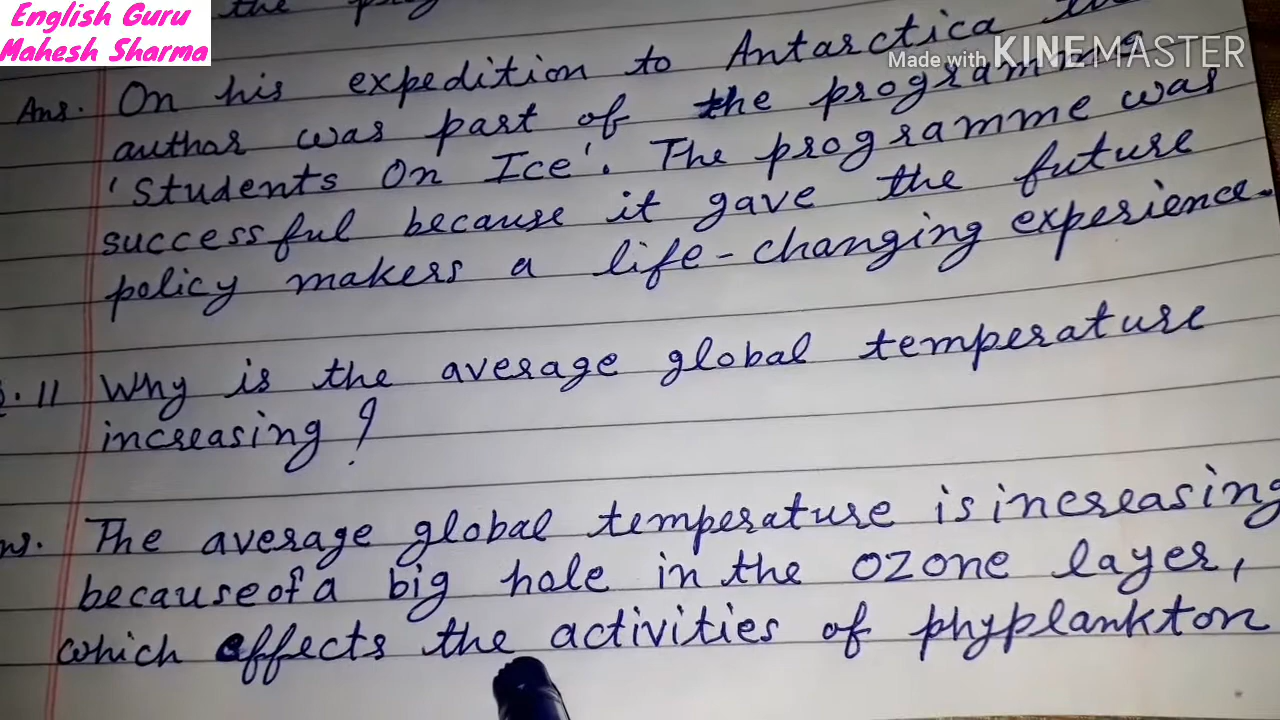 English Guru
Mahesh Sharma
Made with KINEMASTER
the
Ans. On his expedition to Antarctica the
author was part of the programme
'Students On Ice'. The programme was
successful because it gave the future
policy makers a life-changing experience.
Q. 11 Why is the average global temperature
increasing?
Ans. The average global temperature is increasing
because of a big hole in the ozone layer,
which affects the activities of phyplankton